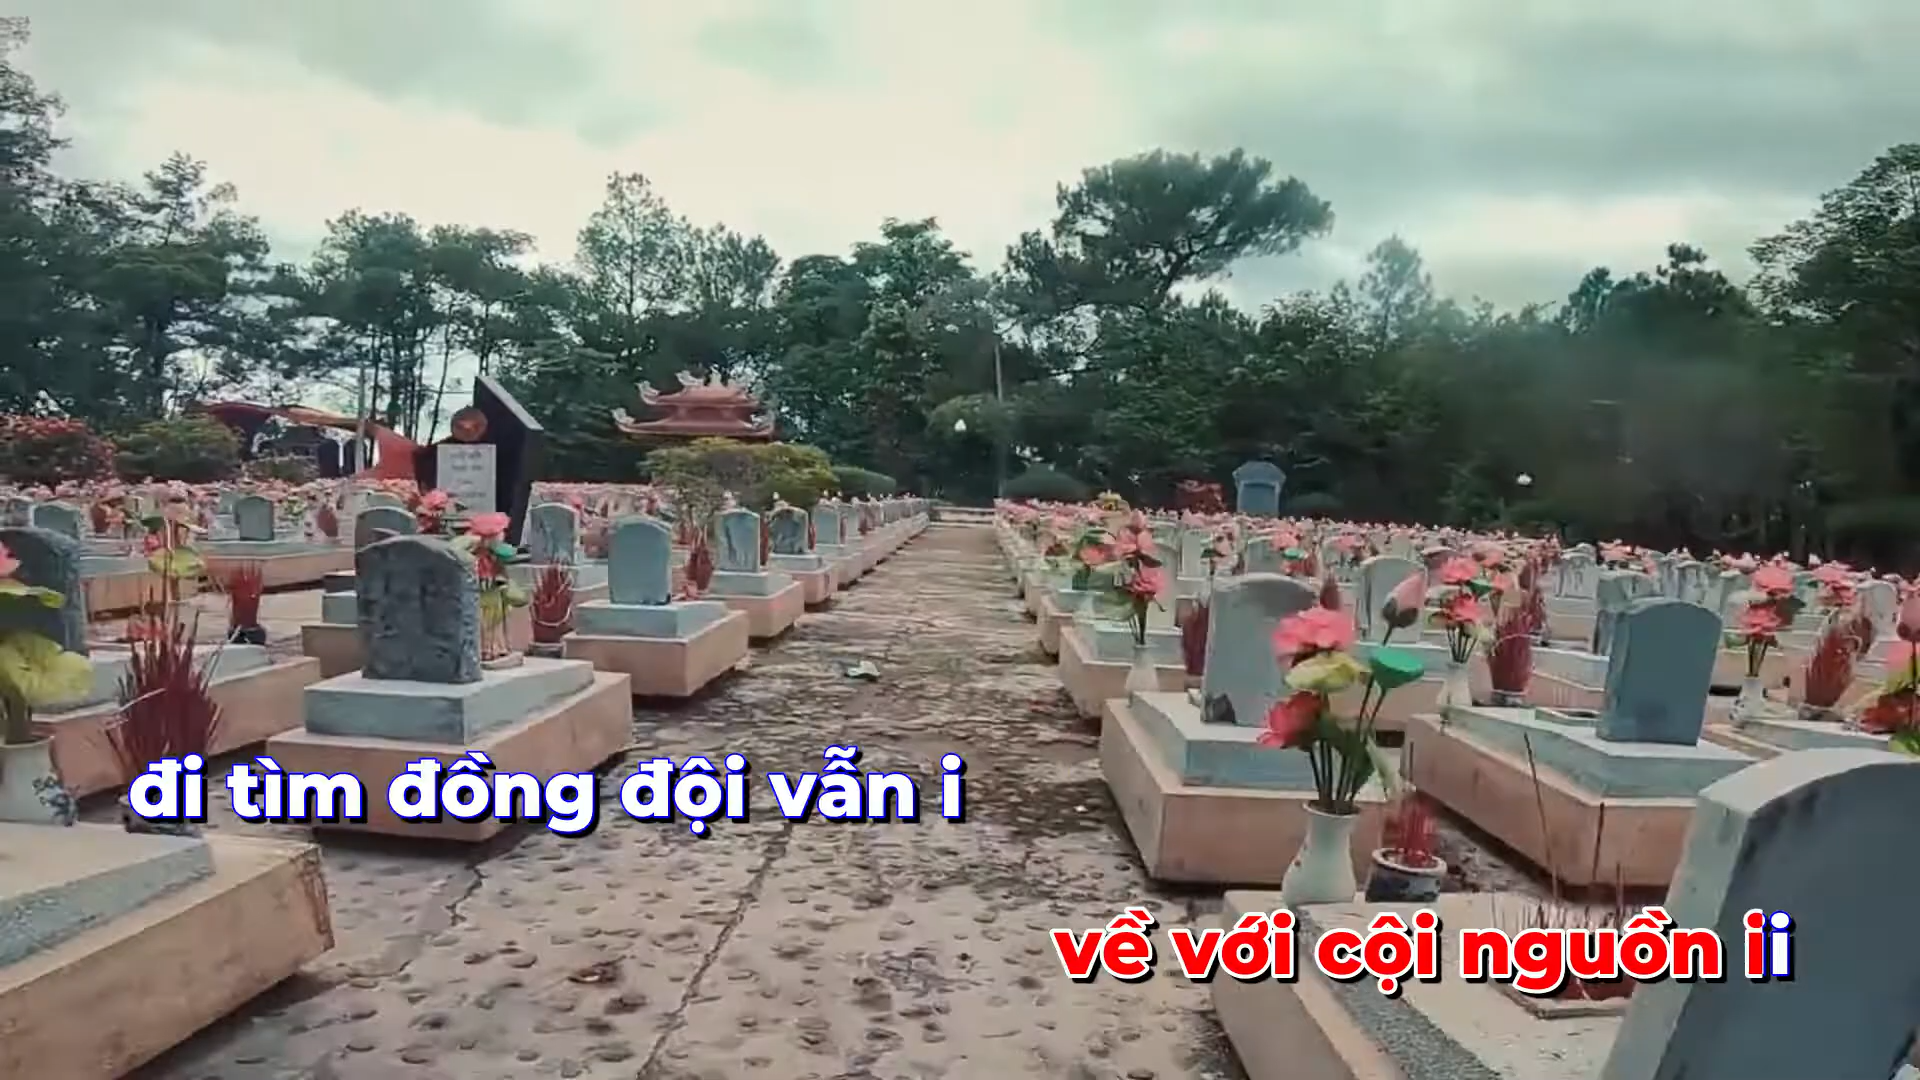 đi tìm đồng đội vẫn i
về với cội nguồn ii